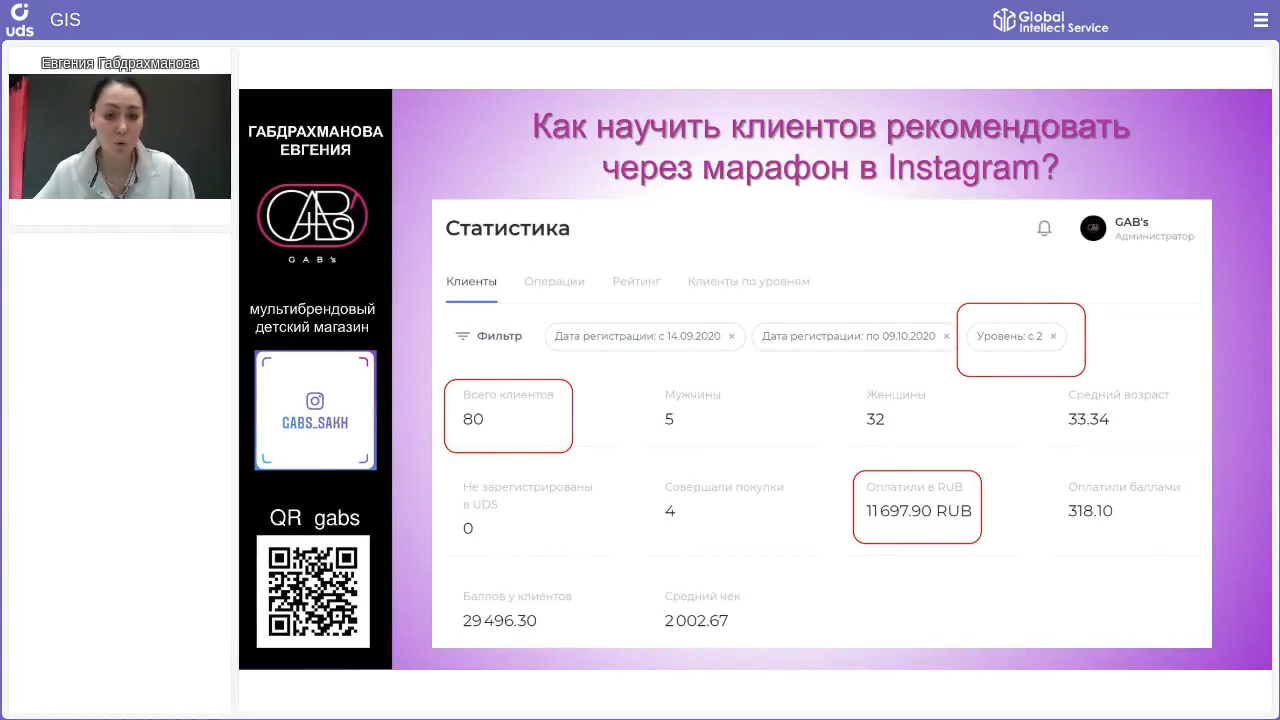 uds
GIS
Global
Intellect Service
Евгения Габдрахманова
ГАБДРАХМАНОВА
ЕВГЕНИЯ
GAB's
GAB's
мультибрендовый
детский магазин
GABS_SAKH
QR gabs
Как научить клиентов рекомендовать
через марафон в Instagram?
Статистика
GAB's
Администратор
Клиенты Операции Рейтинг Клиенты по уровням
Фильтр Дата регистрации: с 14.09.2020 × Дата регистрации: по 09.10.2020 × Уровень: с 2 ×
Всего клиентов Мужчины Женщины Средний возраст
80 5 32 33.34
Не зарегистрированы Совершали покупки Оплатили в RUB Оплатили баллами
в UDS
4 11 697.90 RUB 318.10
0
Баллов у клиентов Средний чек
29 496.30 2 002.67